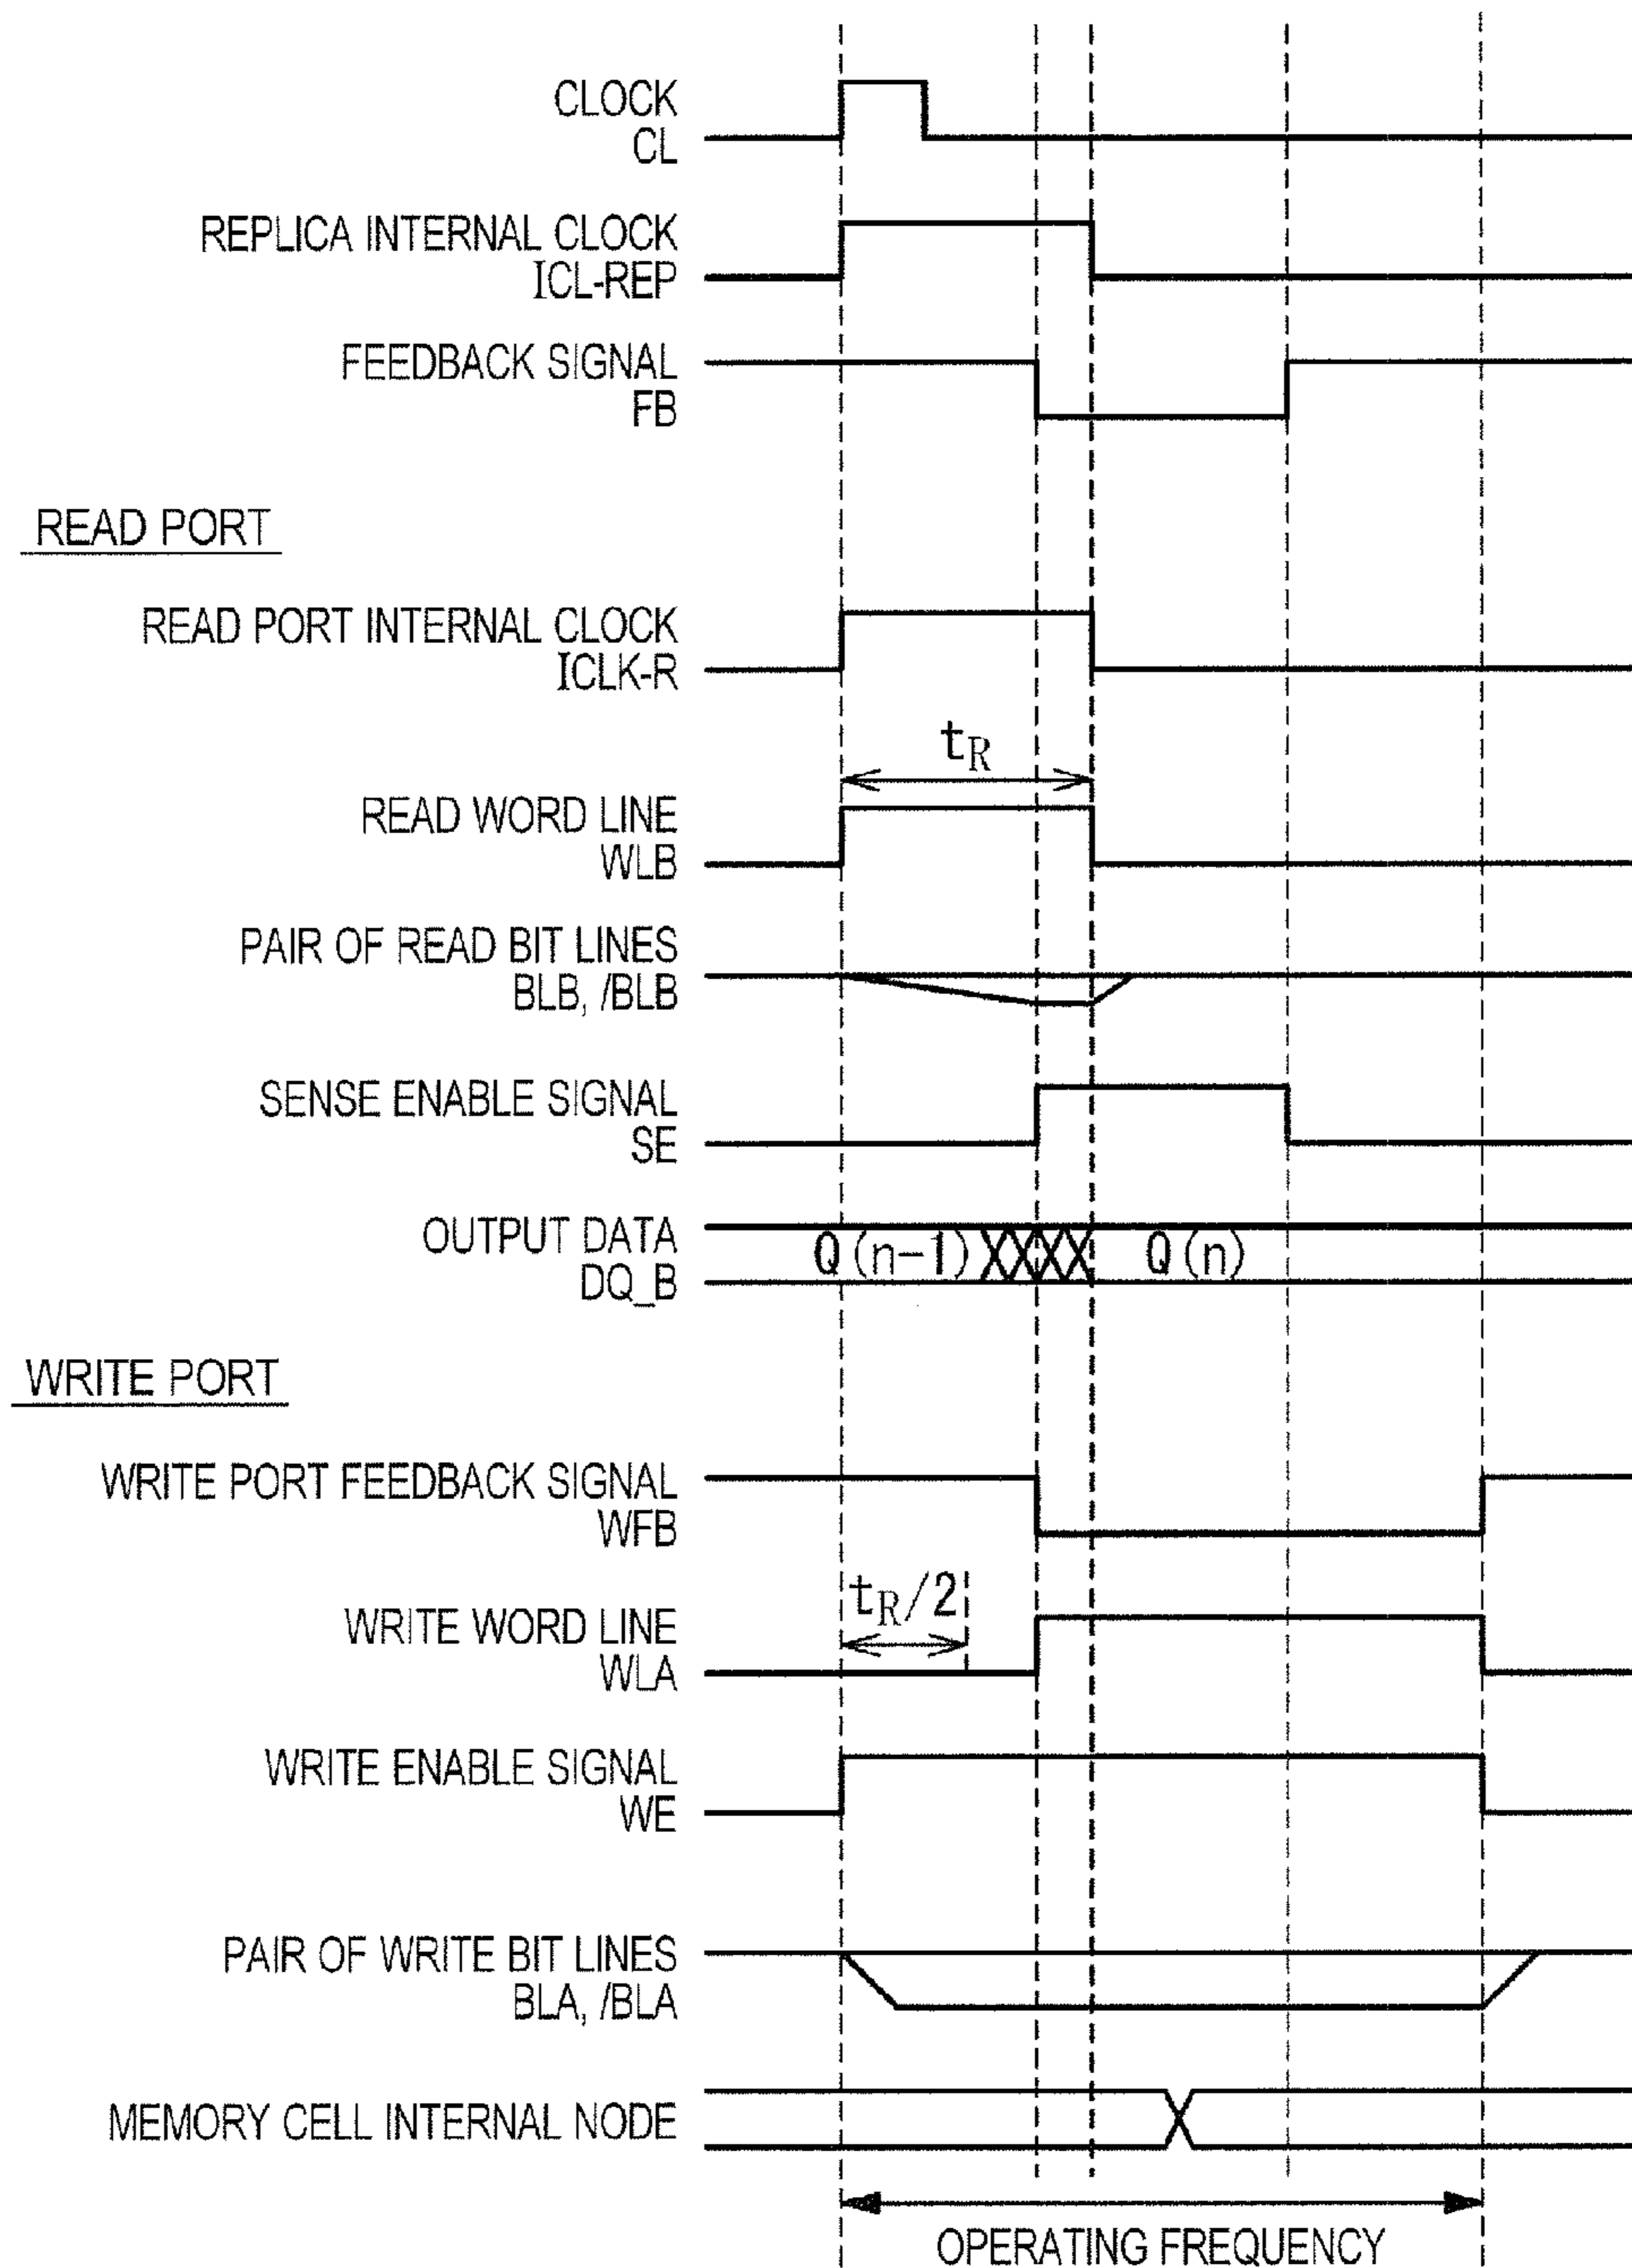 CLOCK
CL
REPLICA INTERNAL CLOCK
ICL-REP
FEEDBACK SIGNAL
FB
READ PORT
READ PORT INTERNAL CLOCK
ICLK-R
tR
READ WORD LINE
WLB
PAIR OF READ BIT LINES
BLB, /BLB
SENSE ENABLE SIGNAL
SE
OUTPUT DATA
DQ_B
Q(n-1) Q(n)
WRITE PORT
WRITE PORT FEEDBACK SIGNAL
WFB
tR/2
WRITE WORD LINE
WLA
WRITE ENABLE SIGNAL
WE
PAIR OF WRITE BIT LINES
BLA, /BLA
MEMORY CELL INTERNAL NODE
OPERATING FREQUENCY